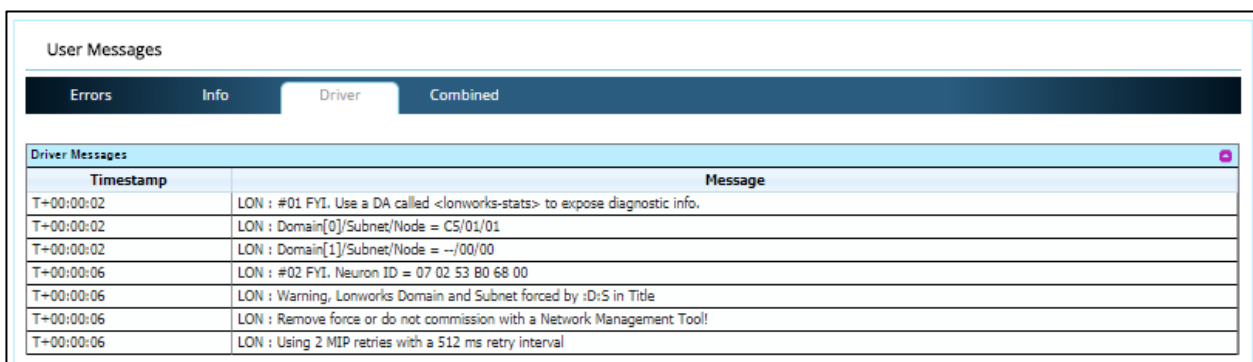 User Messages
Errors Info Driver Combined
Driver Messages
Timestamp Message
T+00:00:02 LON : #01 FYI. Use a DA called <lonworks-stats> to expose diagnostic info.
T+00:00:02 LON : Domain[0]/Subnet/Node = C5/01/01
T+00:00:02 LON : Domain[1]/Subnet/Node = --/00/00
T+00:00:06 LON : #02 FYI. Neuron ID = 07 02 53 B0 68 00
T+00:00:06 LON : Warning, Lonworks Domain and Subnet forced by :D:S in Title
T+00:00:06 LON : Remove force or do not commission with a Network Management Tool!
T+00:00:06 LON : Using 2 MIP retries with a 512 ms retry interval